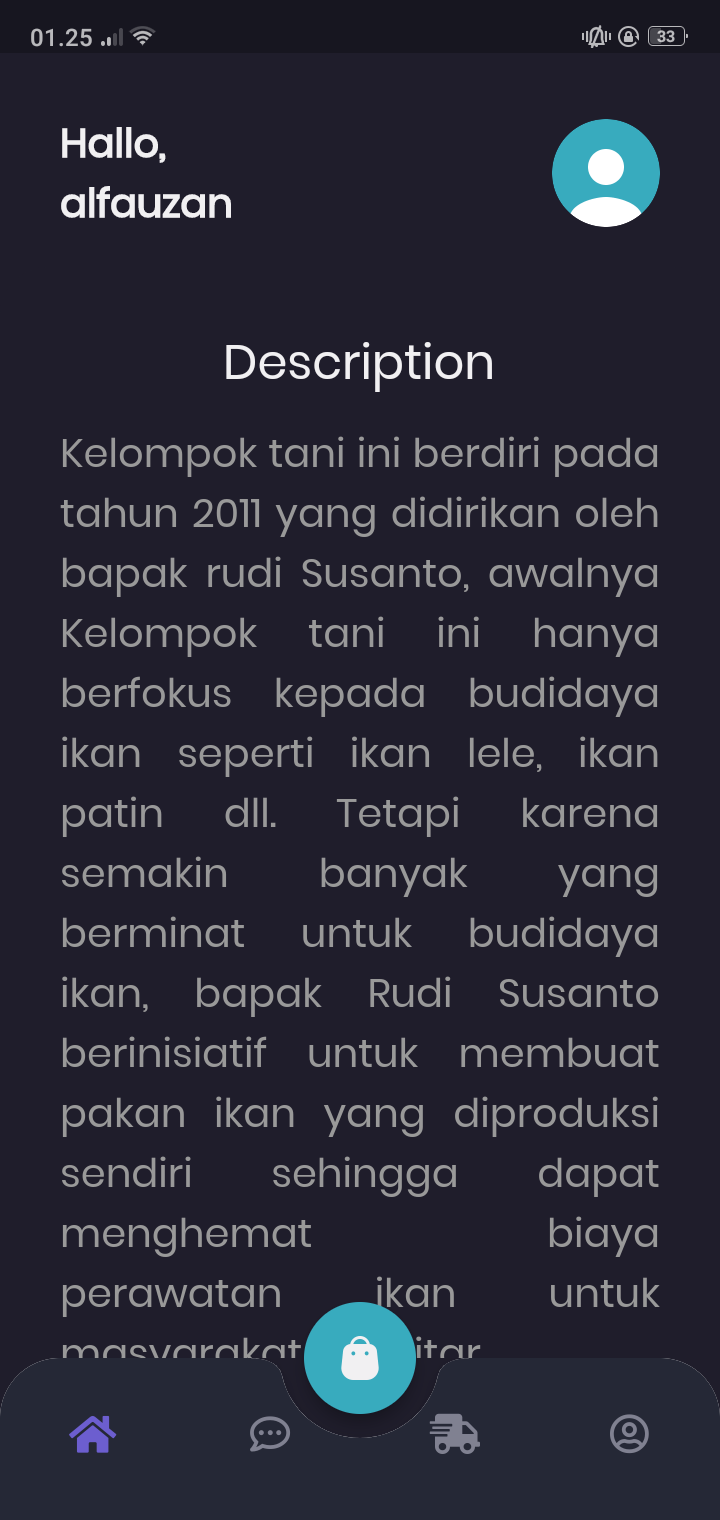 01.25
33
Hallo,
alfauzan
Description
Kelompok tani ini berdiri pada
tahun 2011 yang didirikan oleh
bapak rudi Susanto, awalnya
Kelompok tani ini hanya
berfokus kepada budidaya
ikan seperti ikan lele, ikan
patin dll. Tetapi karena
semakin banyak yang
berminat untuk budidaya
ikan, bapak Rudi Susanto
berinisiatif untuk membuat
pakan ikan yang diproduksi
sendiri sehingga dapat
menghemat biaya
perawatan ikan untuk
masyarakat